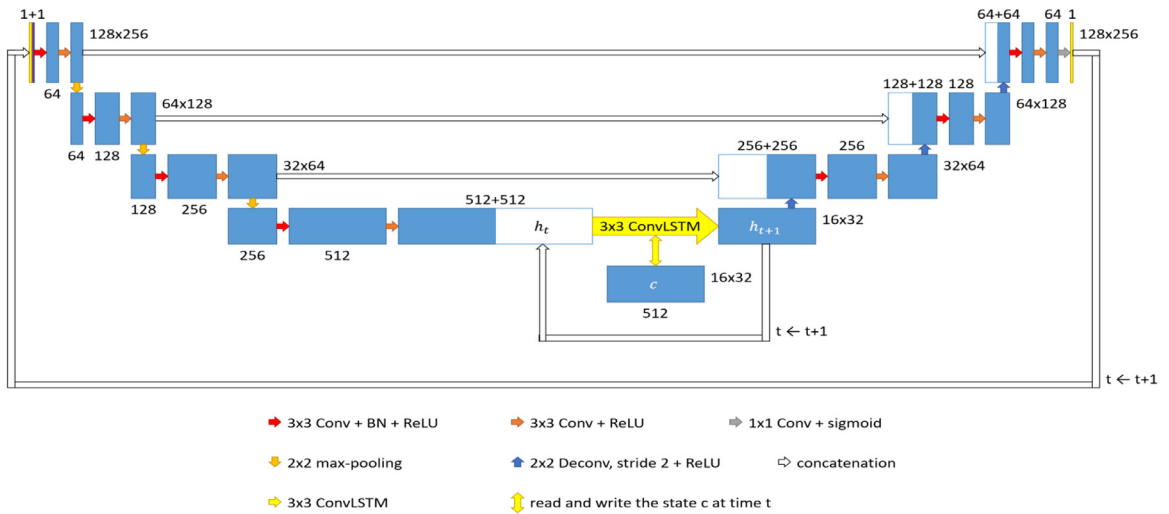 1+1
64+64
64
1
128x256
128x256
64
128+128
128
64x128
64x128
64
128
256+256
256
32x64
32x64
128
256
512+512
h_t
3x3 ConvLSTM
h_{t+1}
16x32
256
512
c
16x32
512
t ← t+1
t ← t+1
3x3 Conv + BN + ReLU
3x3 Conv + ReLU
1x1 Conv + sigmoid
2x2 max-pooling
2x2 Deconv, stride 2 + ReLU
concatenation
3x3 ConvLSTM
read and write the state c at time t